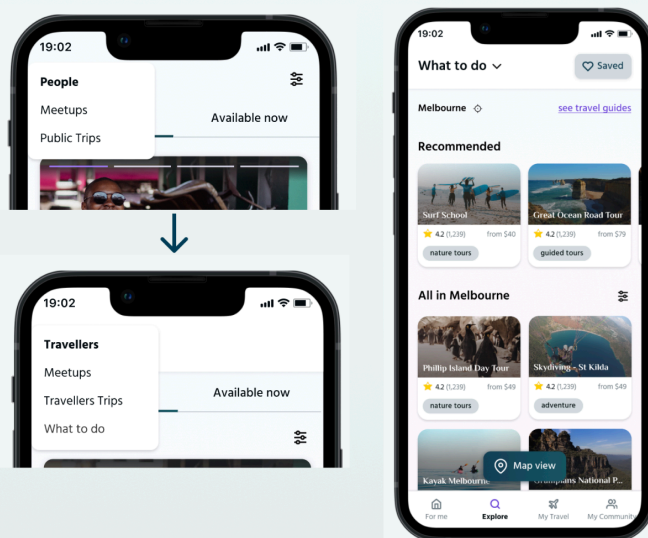 19:02
People
Meetups
Public Trips
Available now
19:02
Travellers
Meetups
Travellers Trips
What to do
Available now
19:02
What to do
Saved
Melbourne
see travel guides
Recommended
Surf School
Great Ocean Road Tour
4.2 (1,239) from $40
4.2 (1,239) from $79
nature tours
guided tours
All in Melbourne
Phillip Island Day Tour
Skydiving - St Kilda
4.2 (1,239) from $49
4.2 (1,239) from $49
nature tours
adventure
Kayak Melbourne
Grampians National P...
Map view
For me
Explore
My Travel
My Community